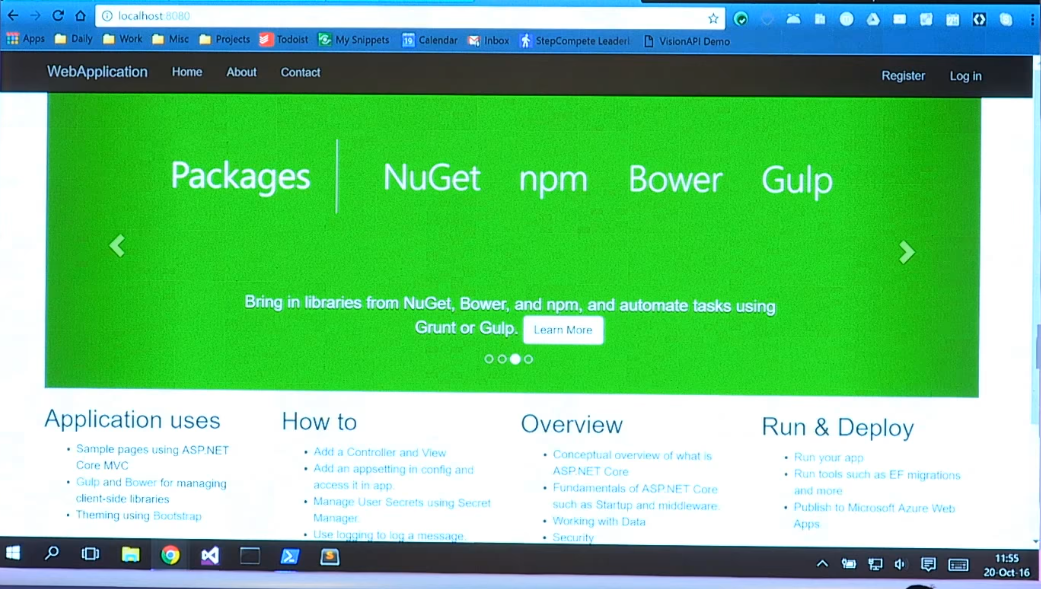 localhost:8080
Apps Daily Work Misc Projects Todoist My Snippets 19 Calendar Inbox StepCompete Leaderl VisionAPI Demo
WebApplication Home About Contact Register Log in
Packages NuGet npm Bower Gulp
Bring in libraries from NuGet, Bower, and npm, and automate tasks using
Grunt or Gulp. Learn More
Application uses
Sample pages using ASP.NET
Core MVC
Gulp and Bower for managing
client-side libraries
Theming using Bootstrap
How to
Add a Controller and View
Add an appsetting in config and
access it in app.
Manage User Secrets using Secret
Manager.
Use logging to log a message.
Overview
Conceptual overview of what is
ASP.NET Core
Fundamentals of ASP.NET Core
such as Startup and middleware.
Working with Data
Security
Run & Deploy
Run your app
Run tools such as EF migrations
and more
Publish to Microsoft Azure Web
Apps
11:55
20-Oct-16